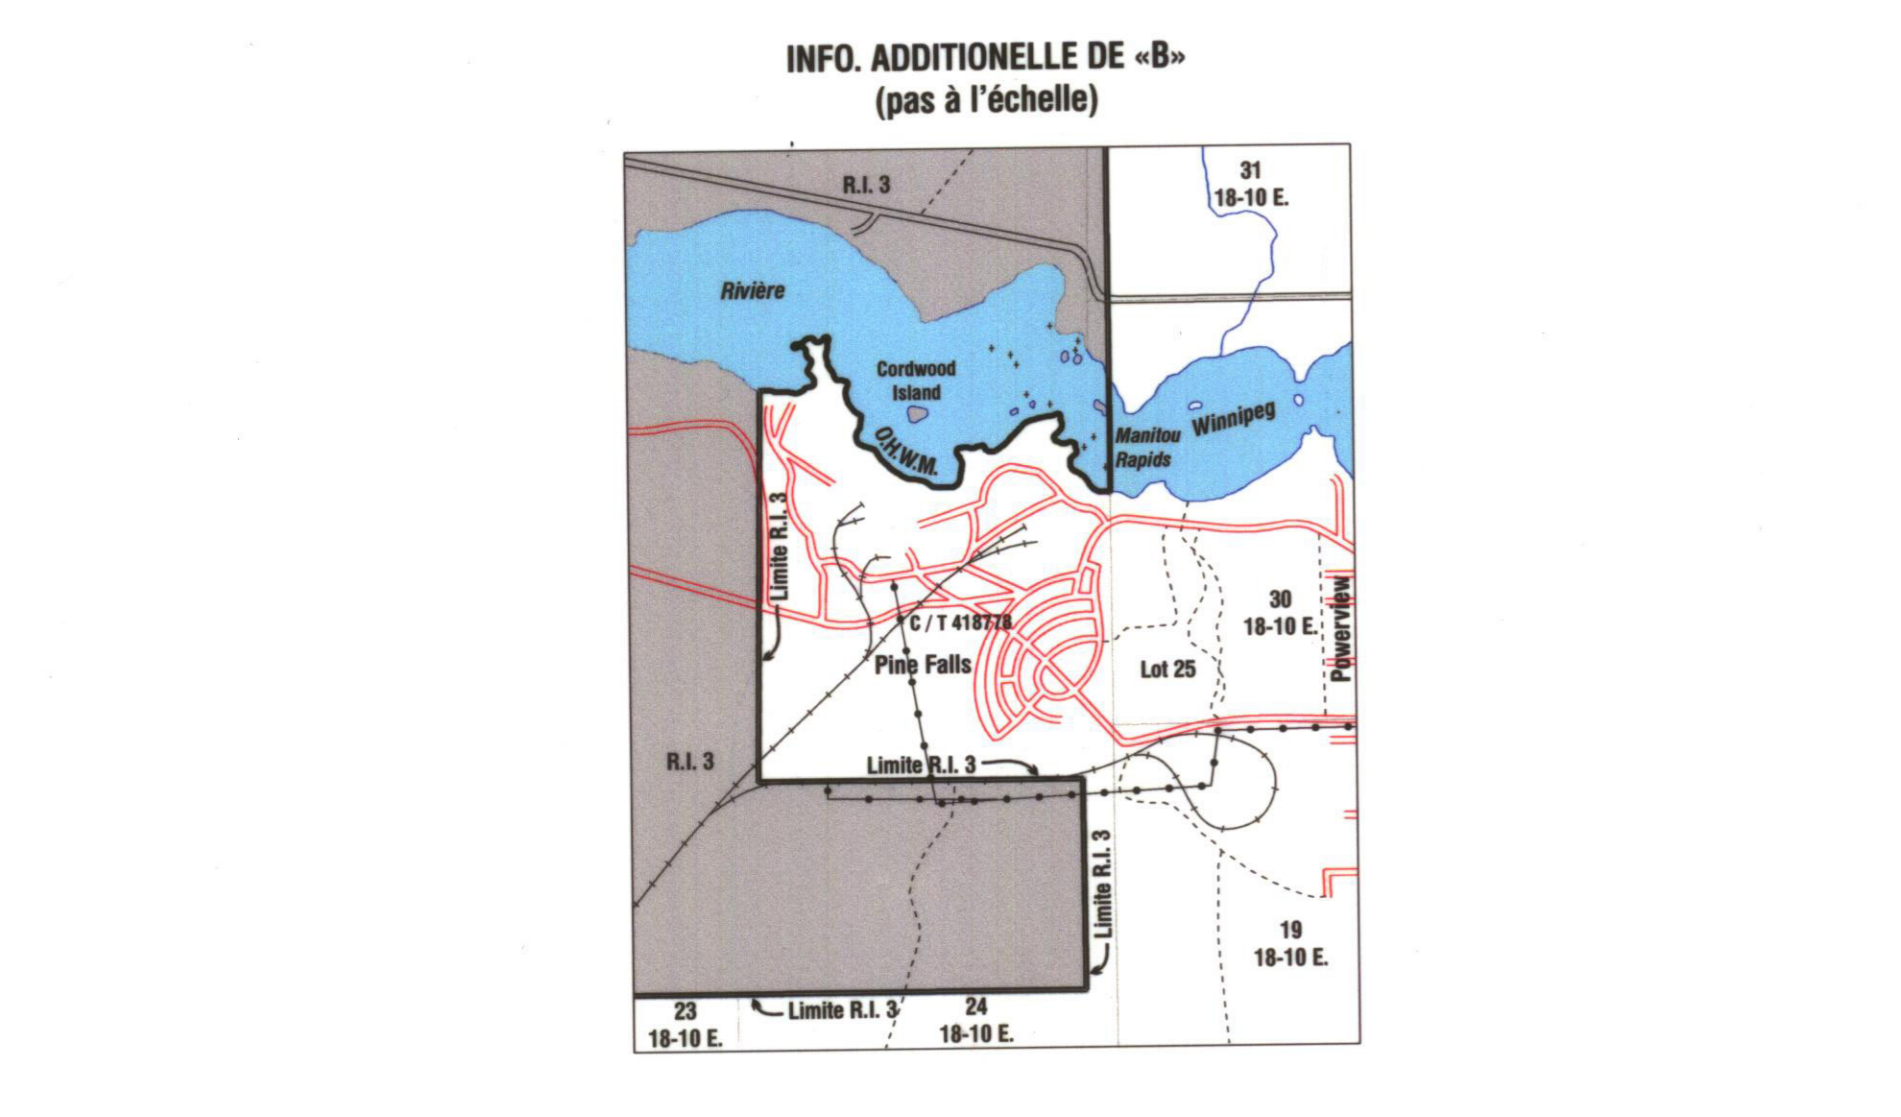 INFO. ADDITIONELLE DE «B»
(pas à l'échelle)
R.I. 3
31
18-10 E.
Rivière
Cordwood
Island
Winnipeg
O.H.W.M.
Manitou
Rapids
Limite R.I. 3
30
18-10 E.
Powerview
C / T 418778
Pine Falls
Lot 25
R.I. 3
Limite R.I. 3
Limite R.I. 3
19
18-10 E.
23
18-10 E.
Limite R.I. 3
24
18-10 E.